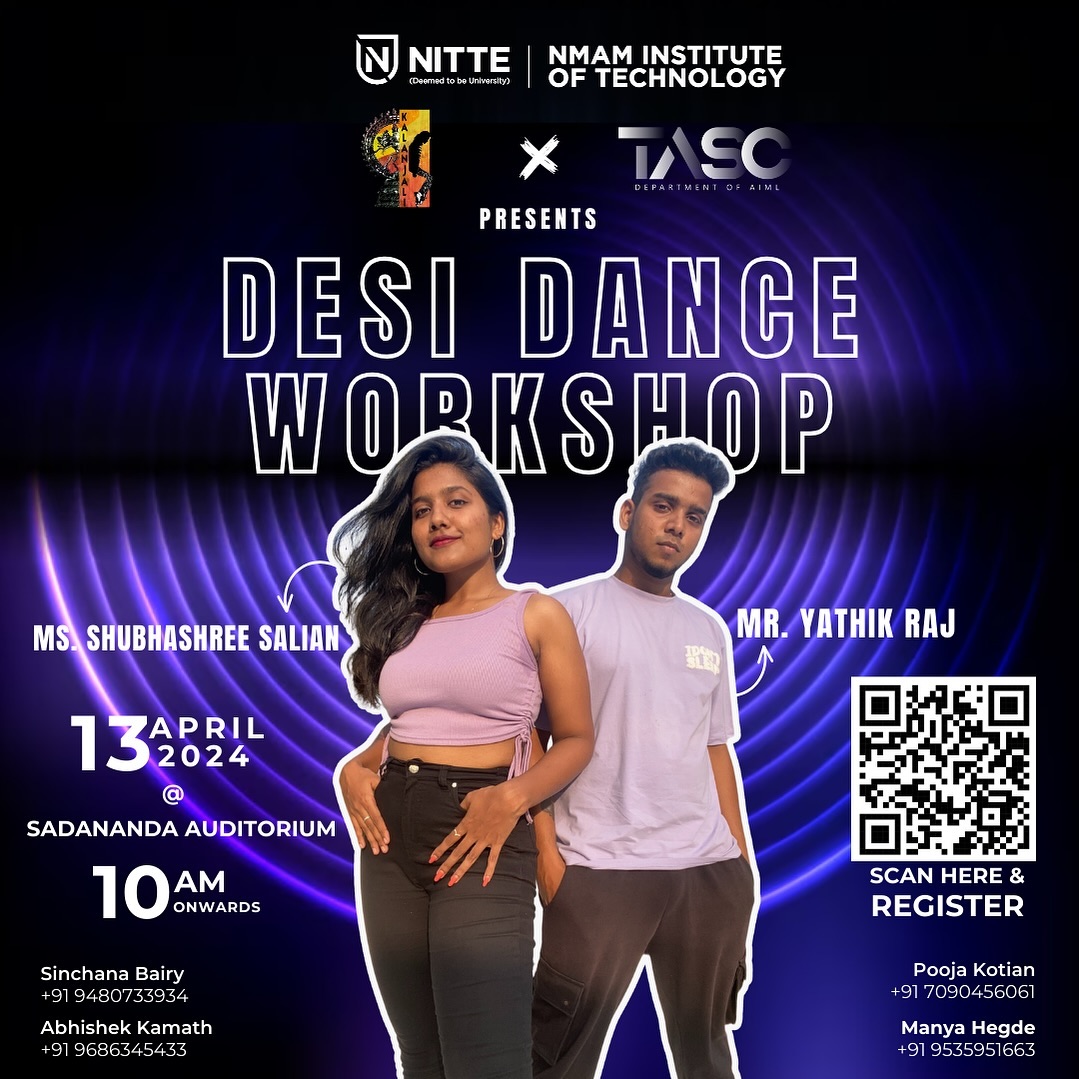 N NITTE
(Deemed to be University)
NMAM INSTITUTE
OF TECHNOLOGY
KALANJALI
X
TASC
DEPARTMENT OF AIML
PRESENTS
DESI DANCE
WORKSHOP
MS. SHUBHASHREE SALIAN
MR. YATHIK RAJ
13 APRIL
2024
@
SADANANDA AUDITORIUM
10 AM
ONWARDS
SCAN HERE &
REGISTER
Sinchana Bairy
+91 9480733934
Abhishek Kamath
+91 9686345433
Pooja Kotian
+91 7090456061
Manya Hegde
+91 9535951663